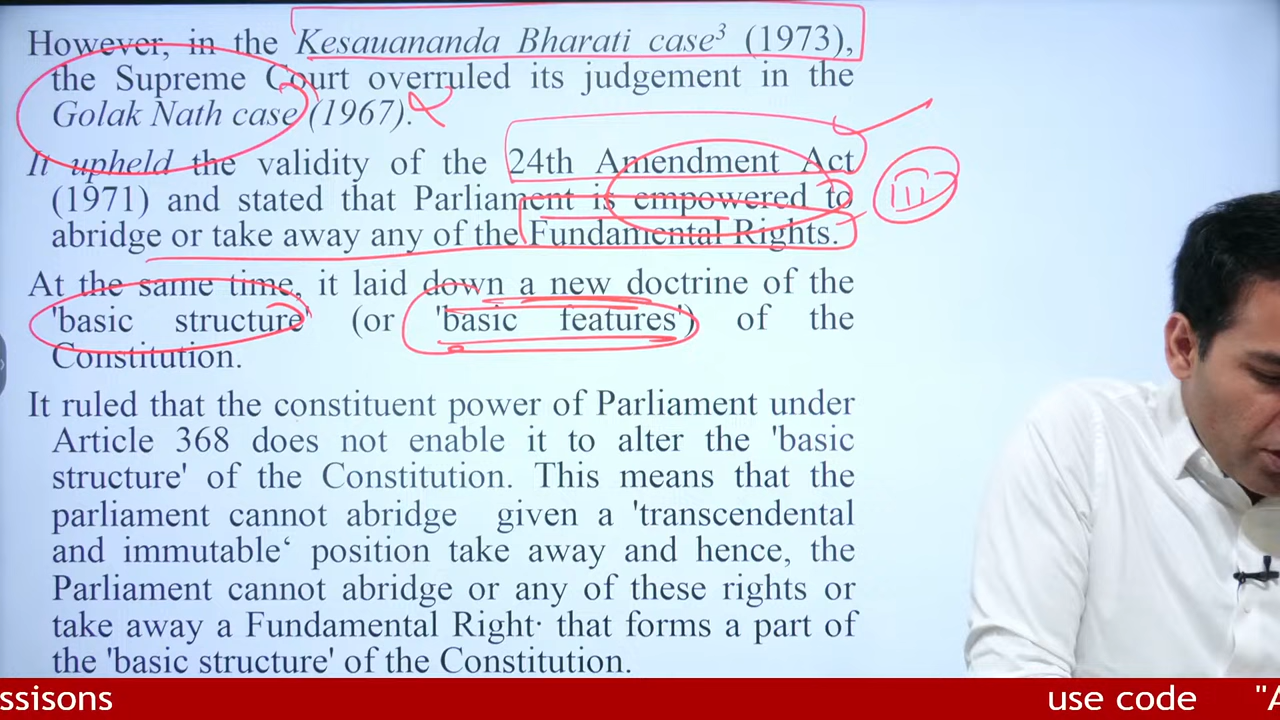 However, in the Kesauananda Bharati case³ (1973),
the Supreme Court overruled its judgement in the
Golak Nath case (1967).
It upheld the validity of the 24th Amendment Act
(1971) and stated that Parliament is empowered to
abridge or take away any of the Fundamental Rights.
III
At the same time, it laid down a new doctrine of the
'basic structure' (or 'basic features') of the
Constitution.
It ruled that the constituent power of Parliament under
Article 368 does not enable it to alter the 'basic
structure' of the Constitution. This means that the
parliament cannot abridge given a 'transcendental
and immutable‘ position take away and hence, the
Parliament cannot abridge or any of these rights or
take away a Fundamental Right· that forms a part of
the 'basic structure' of the Constitution.
ssisons use code "A